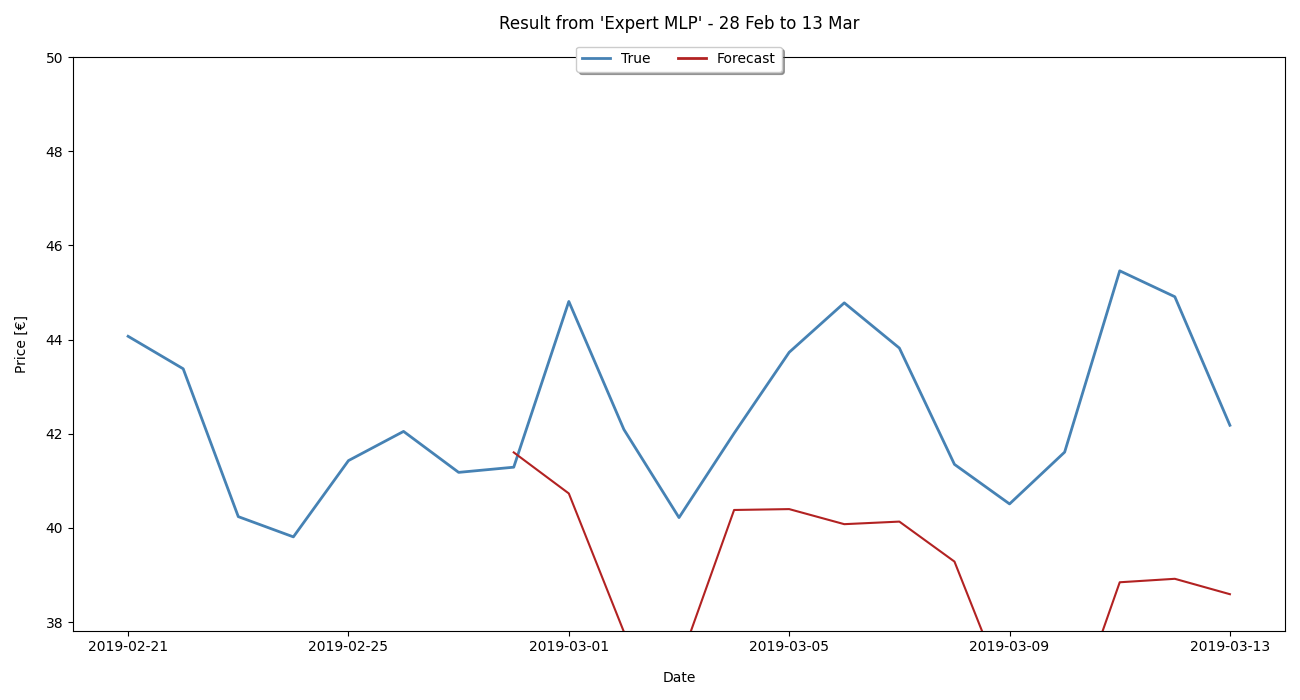 Result from 'Expert MLP' - 28 Feb to 13 Mar
True Forecast
50
48
46
44
42
40
38
Price [€]
2019-02-21 2019-02-25 2019-03-01 2019-03-05 2019-03-09 2019-03-13
Date